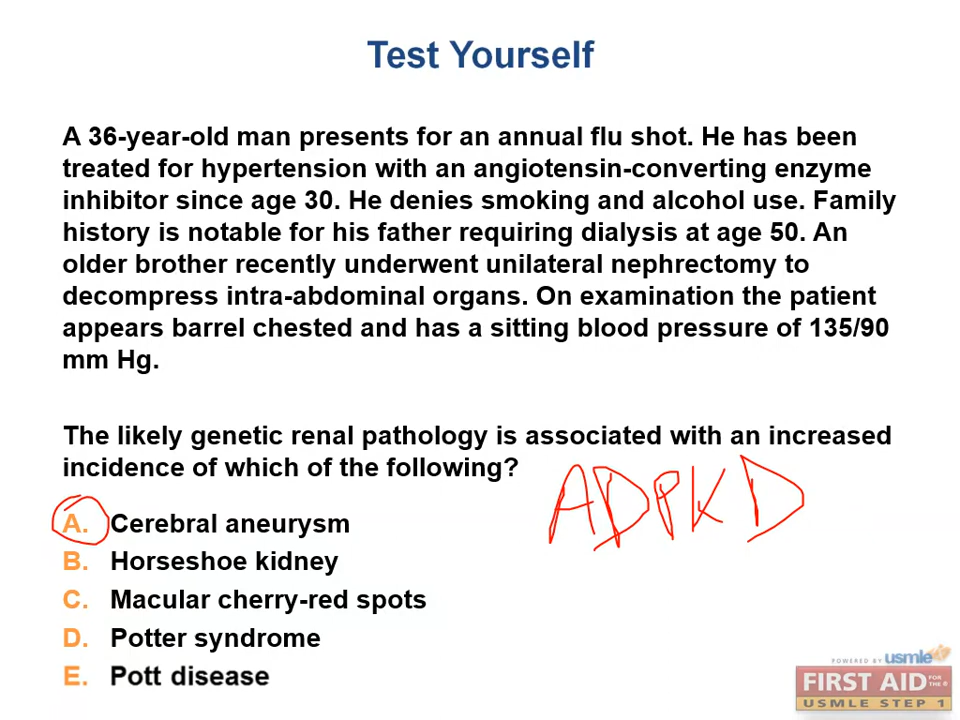 Test Yourself
A 36-year-old man presents for an annual flu shot. He has been
treated for hypertension with an angiotensin-converting enzyme
inhibitor since age 30. He denies smoking and alcohol use. Family
history is notable for his father requiring dialysis at age 50. An
older brother recently underwent unilateral nephrectomy to
decompress intra-abdominal organs. On examination the patient
appears barrel chested and has a sitting blood pressure of 135/90
mm Hg.
The likely genetic renal pathology is associated with an increased
incidence of which of the following?
ADPKD
A. Cerebral aneurysm
B. Horseshoe kidney
C. Macular cherry-red spots
D. Potter syndrome
E. Pott disease
POWERED BY usmle
FIRST AID FOR THE®
USMLE STEP 1